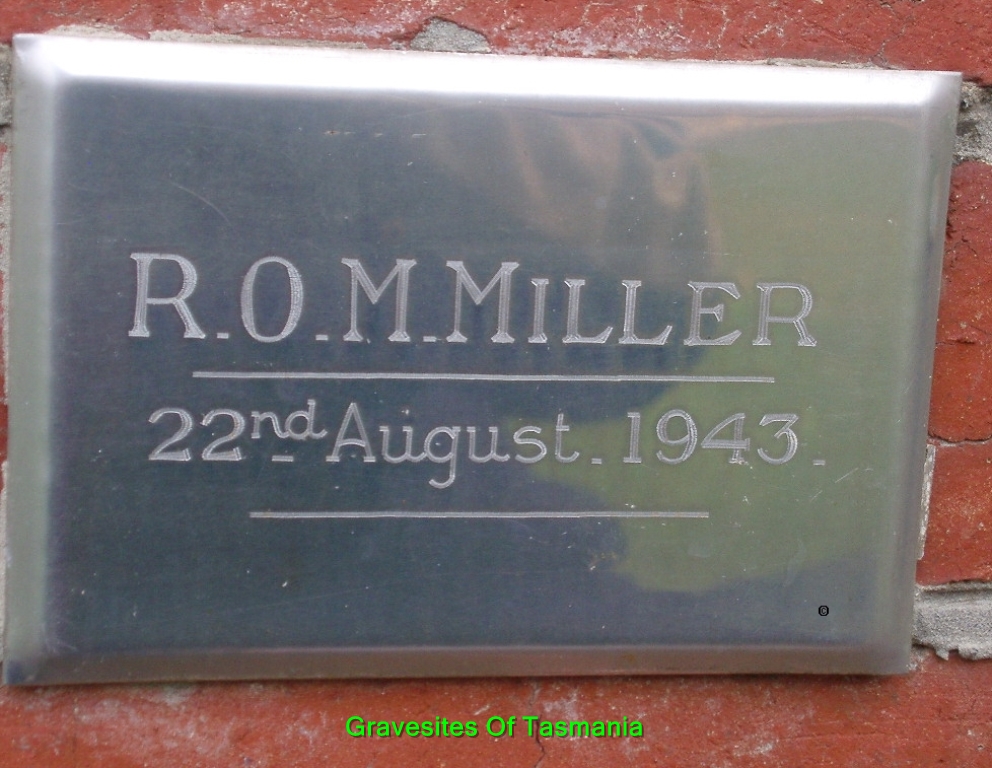 R.O.M.MILLER
22nd August.1943.
©
Gravesites Of Tasmania